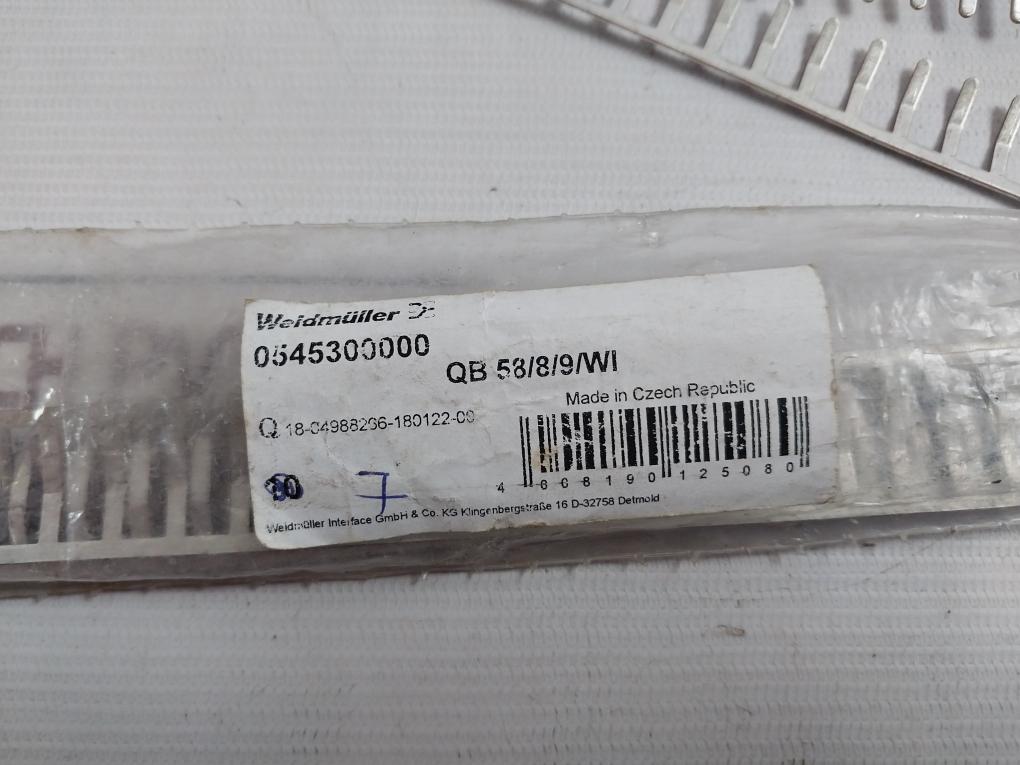 Weidmüller
0545300000
QB 58/8/9/WI
Made in Czech Republic
Q 18-04988266-180122-00
7
4 008190 125080
Weidmüller Interface GmbH & Co. KG Klingenbergstraße 16 D-32758 Detmold